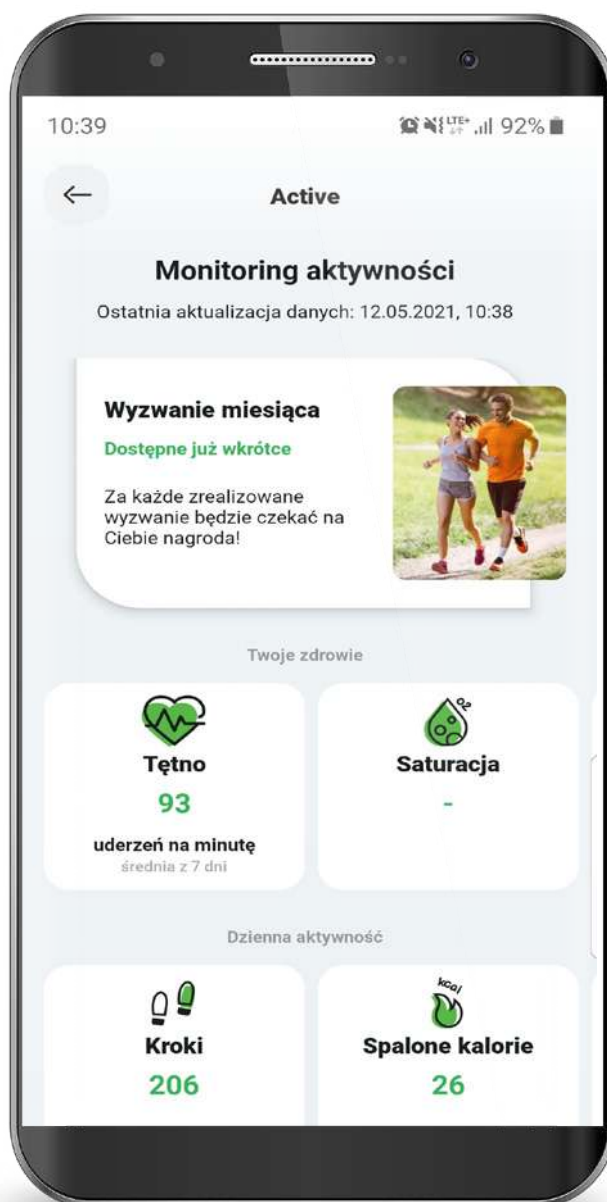 10:39
LTE+ 92%
Active
Monitoring aktywności
Ostatnia aktualizacja danych: 12.05.2021, 10:38
Wyzwanie miesiąca
Dostępne już wkrótce
Za każde zrealizowane
wyzwanie będzie czekać na
Ciebie nagroda!
Twoje zdrowie
Tętno
93
uderzeń na minutę
średnia z 7 dni
O2
Saturacja
-
Dzienna aktywność
Kroki
206
kcal
Spalone kalorie
26